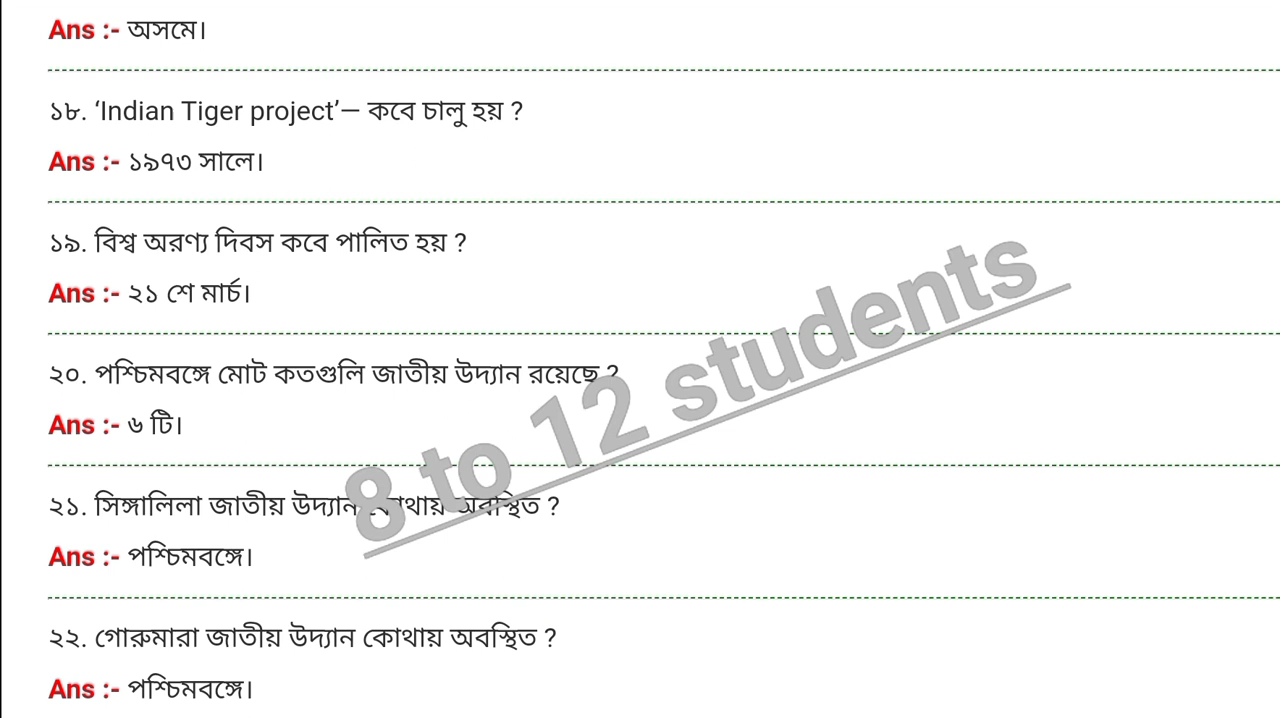 Ans :- অসমে।
১৮. ‘Indian Tiger project’— কবে চালু হয় ?
Ans :- ১৯৭৩ সালে।
১৯. বিশ্ব অরণ্য দিবস কবে পালিত হয় ?
Ans :- ২১ শে মার্চ।
২০. পশ্চিমবঙ্গে মোট কতগুলি জাতীয় উদ্যান রয়েছে ?
Ans :- ৬ টি।
২১. সিঙ্গালিলা জাতীয় উদ্যান কোথায় অবস্থিত ?
Ans :- পশ্চিমবঙ্গে।
২২. গোরুমারা জাতীয় উদ্যান কোথায় অবস্থিত ?
Ans :- পশ্চিমবঙ্গে।
8 to 12 students